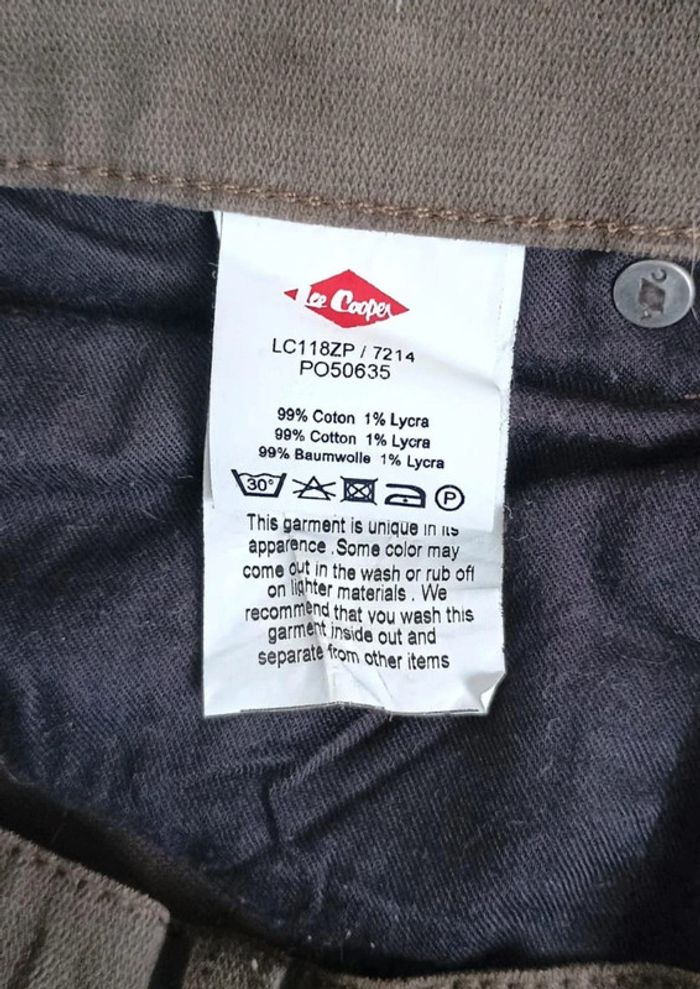 Lee Cooper
LC118ZP / 7214
PO50635
99% Coton 1% Lycra
99% Cotton 1% Lycra
99% Baumwolle 1% Lycra
30° P
This garment is unique in its
apparence .Some color may
come out in the wash or rub off
on lighter materials . We
recommend that you wash this
garment inside out and
separate from other items